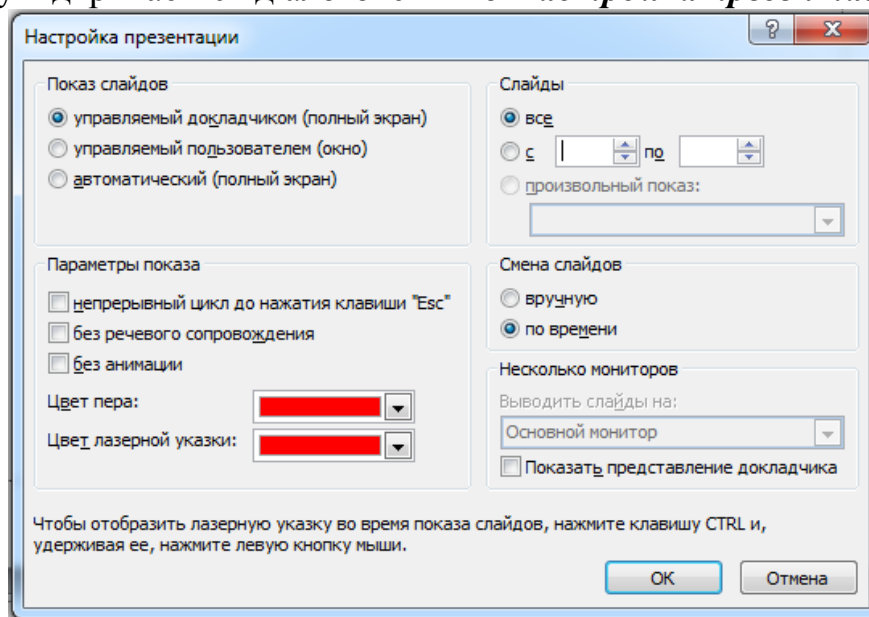 Настройка презентации
Показ слайдов
управляемый докладчиком (полный экран)
управляемый пользователем (окно)
автоматический (полный экран)
Слайды
все
с по
произвольный показ:
Параметры показа
непрерывный цикл до нажатия клавиши "Esc"
без речевого сопровождения
без анимации
Цвет пера:
Цвет лазерной указки:
Смена слайдов
вручную
по времени
Несколько мониторов
Выводить слайды на:
Основной монитор
Показать представление докладчика
Чтобы отобразить лазерную указку во время показа слайдов, нажмите клавишу CTRL и,
удерживая ее, нажмите левую кнопку мыши.
ОК Отмена